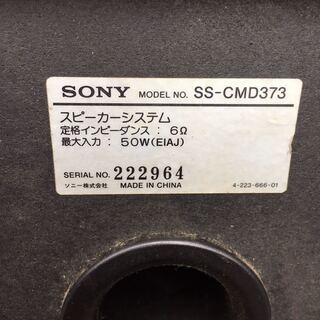 SONY MODEL NO. SS-CMD373
スピーカーシステム
定格インピーダンス : 6Ω
最大入力 : 50W(EIAJ)
SERIAL NO. 222964
ソニー株式会社 MADE IN CHINA 4-223-666-01